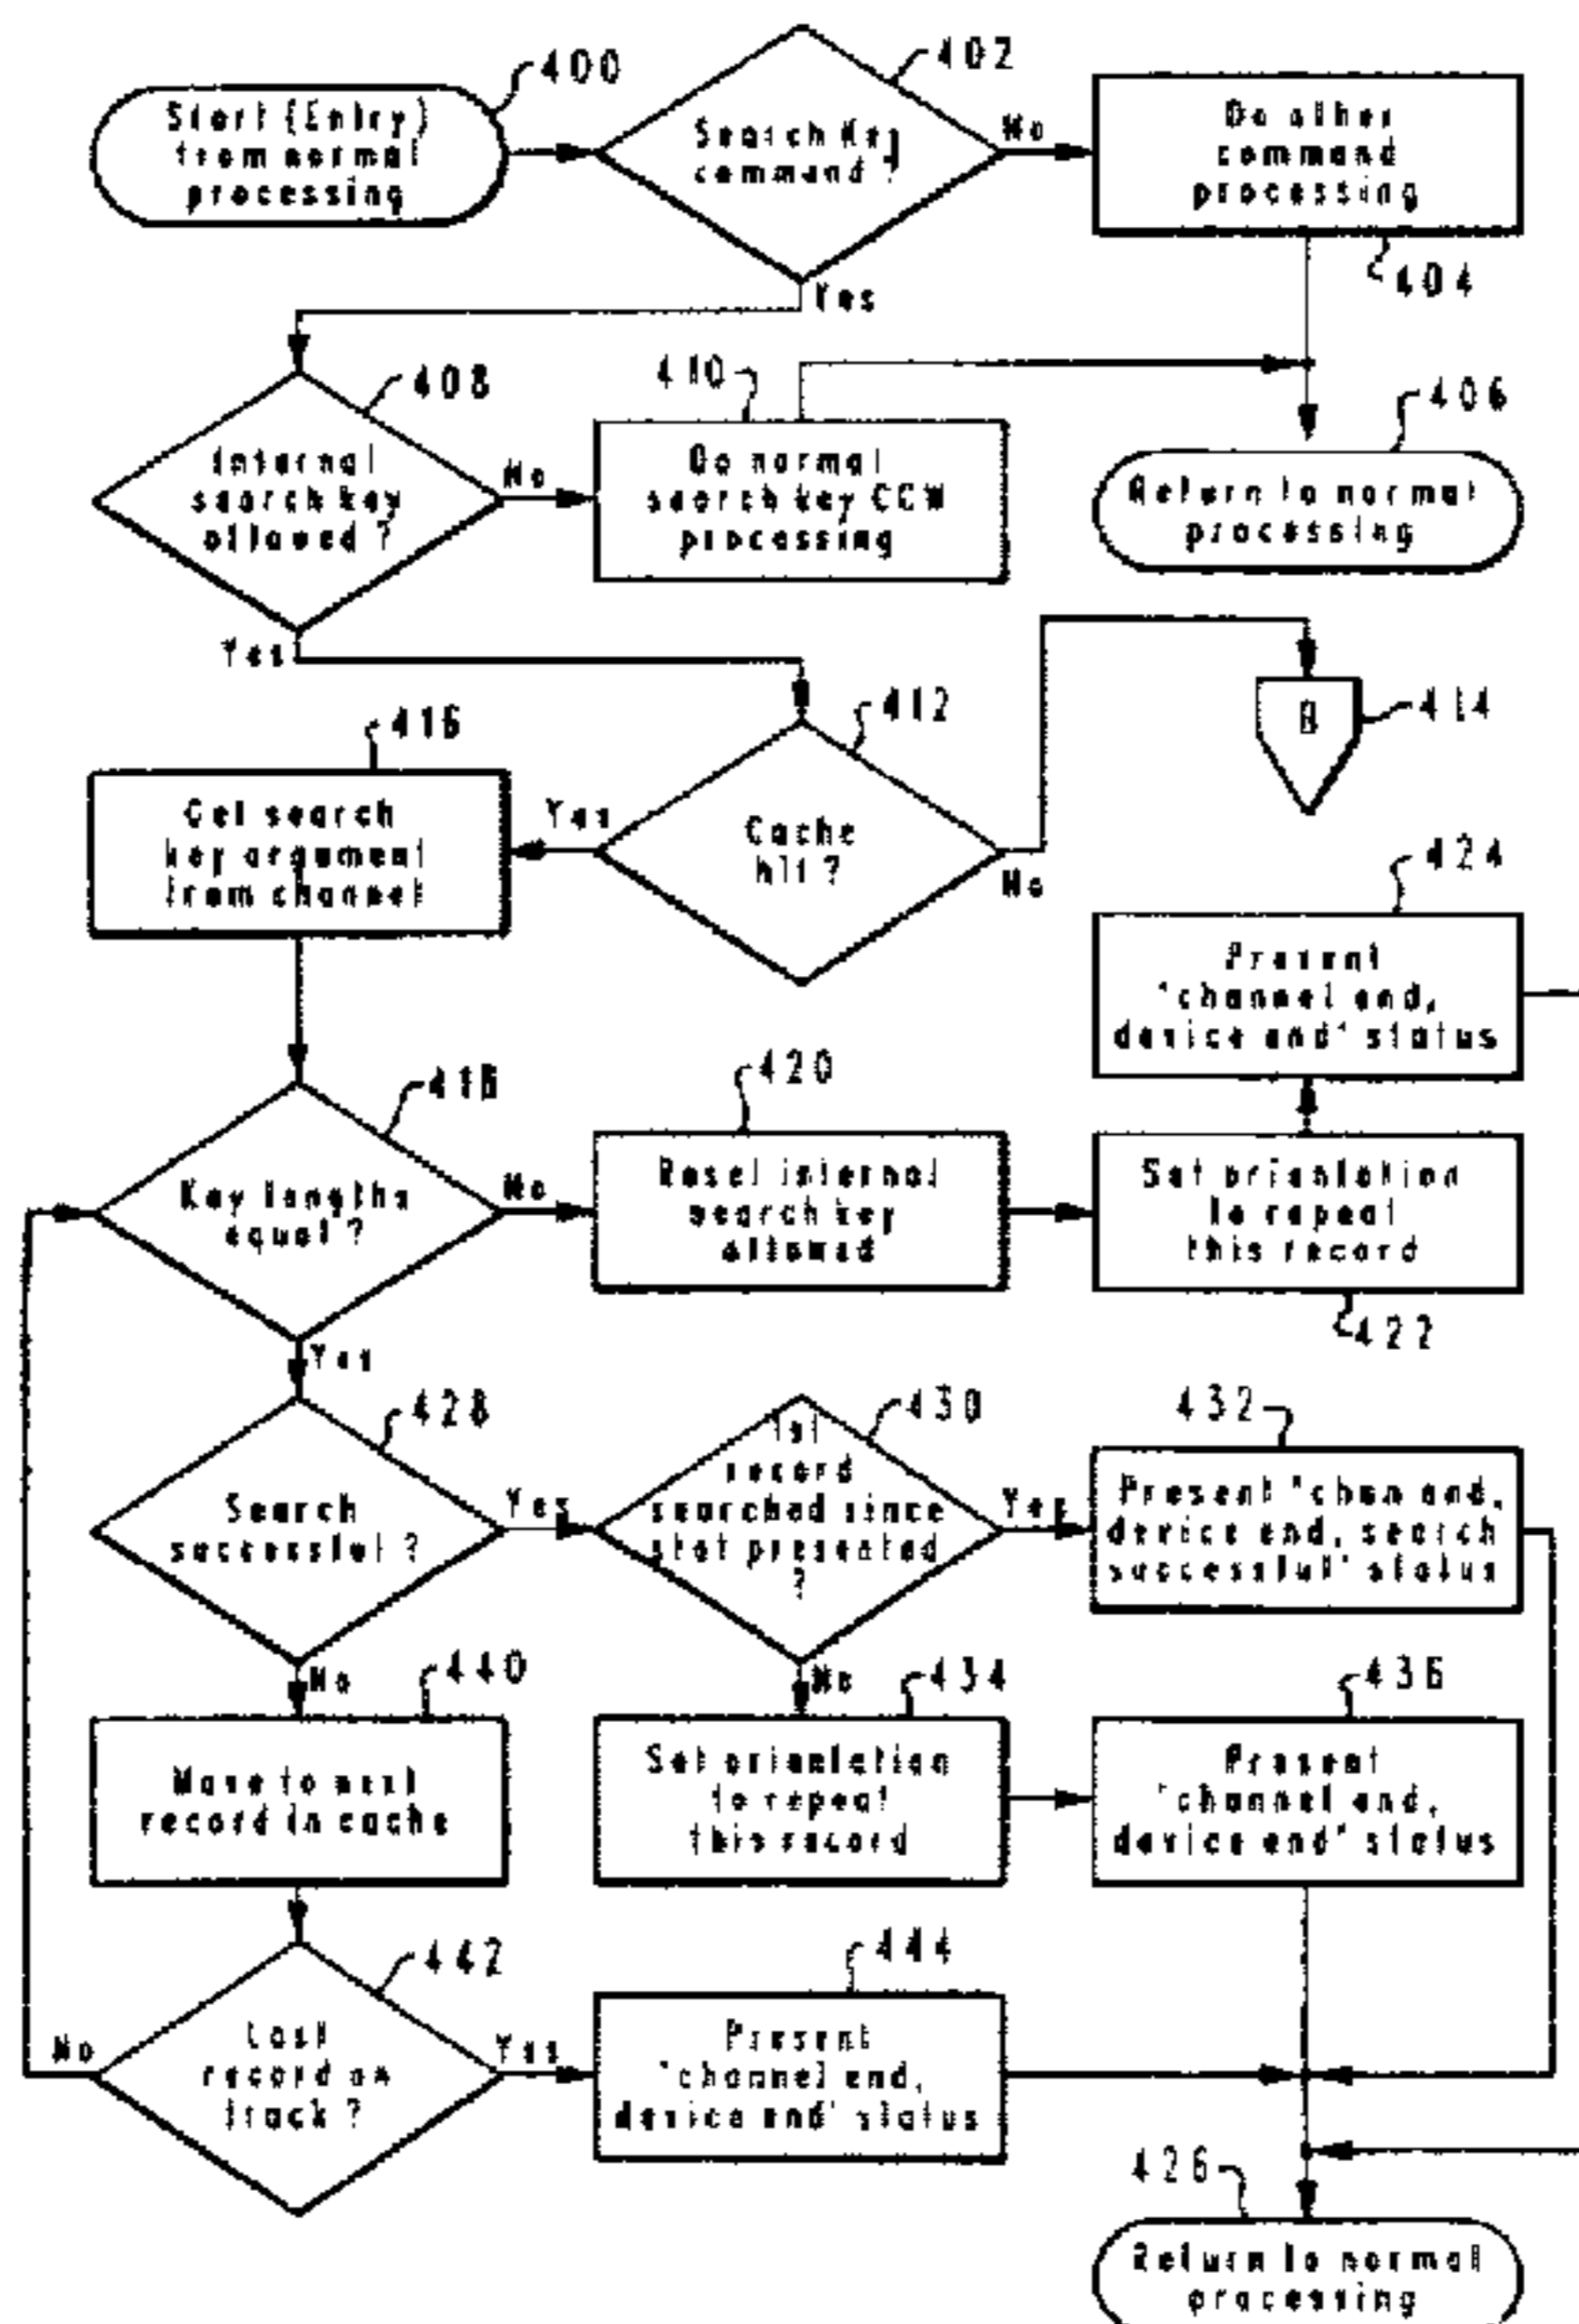 400
Start (Entry)
from normal
processing
402
Search Key
command ?
No
Do other
command
processing
404
Yes
408
Internal
search key
allowed ?
No
410
Do normal
search key CCW
processing
406
Return to normal
processing
Yes
412
Cache
hit ?
Yes
No
414
416
Get search
key argument
from channel
424
Present
"channel end,
device end" status
418
Key lengths
equal ?
No
420
Reset internal
search key
allowed
Set orientation
to repeat
this record
422
Yes
428
Search
successful ?
Yes
430
1st
record
searched since
stat presented
?
Yes
432
Present "chan end,
device end, search
successful" status
No
440
Move to next
record in cache
No
434
Set orientation
to repeat
this record
436
Present
"channel end,
device end" status
442
Last
record on
track ?
No
Yes
444
Present
"channel end,
device end" status
426
Return to normal
processing